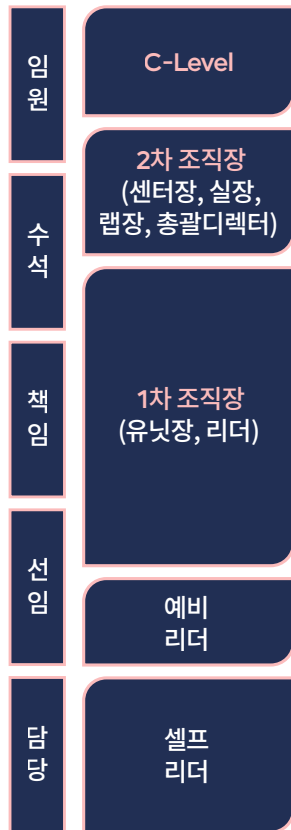 임
원
C-Level
2차 조직장
(센터장, 실장,
랩장, 총괄디렉터)
수
석
책
임
1차 조직장
(유닛장, 리더)
선
임
예비
리더
담
당
셀프
리더